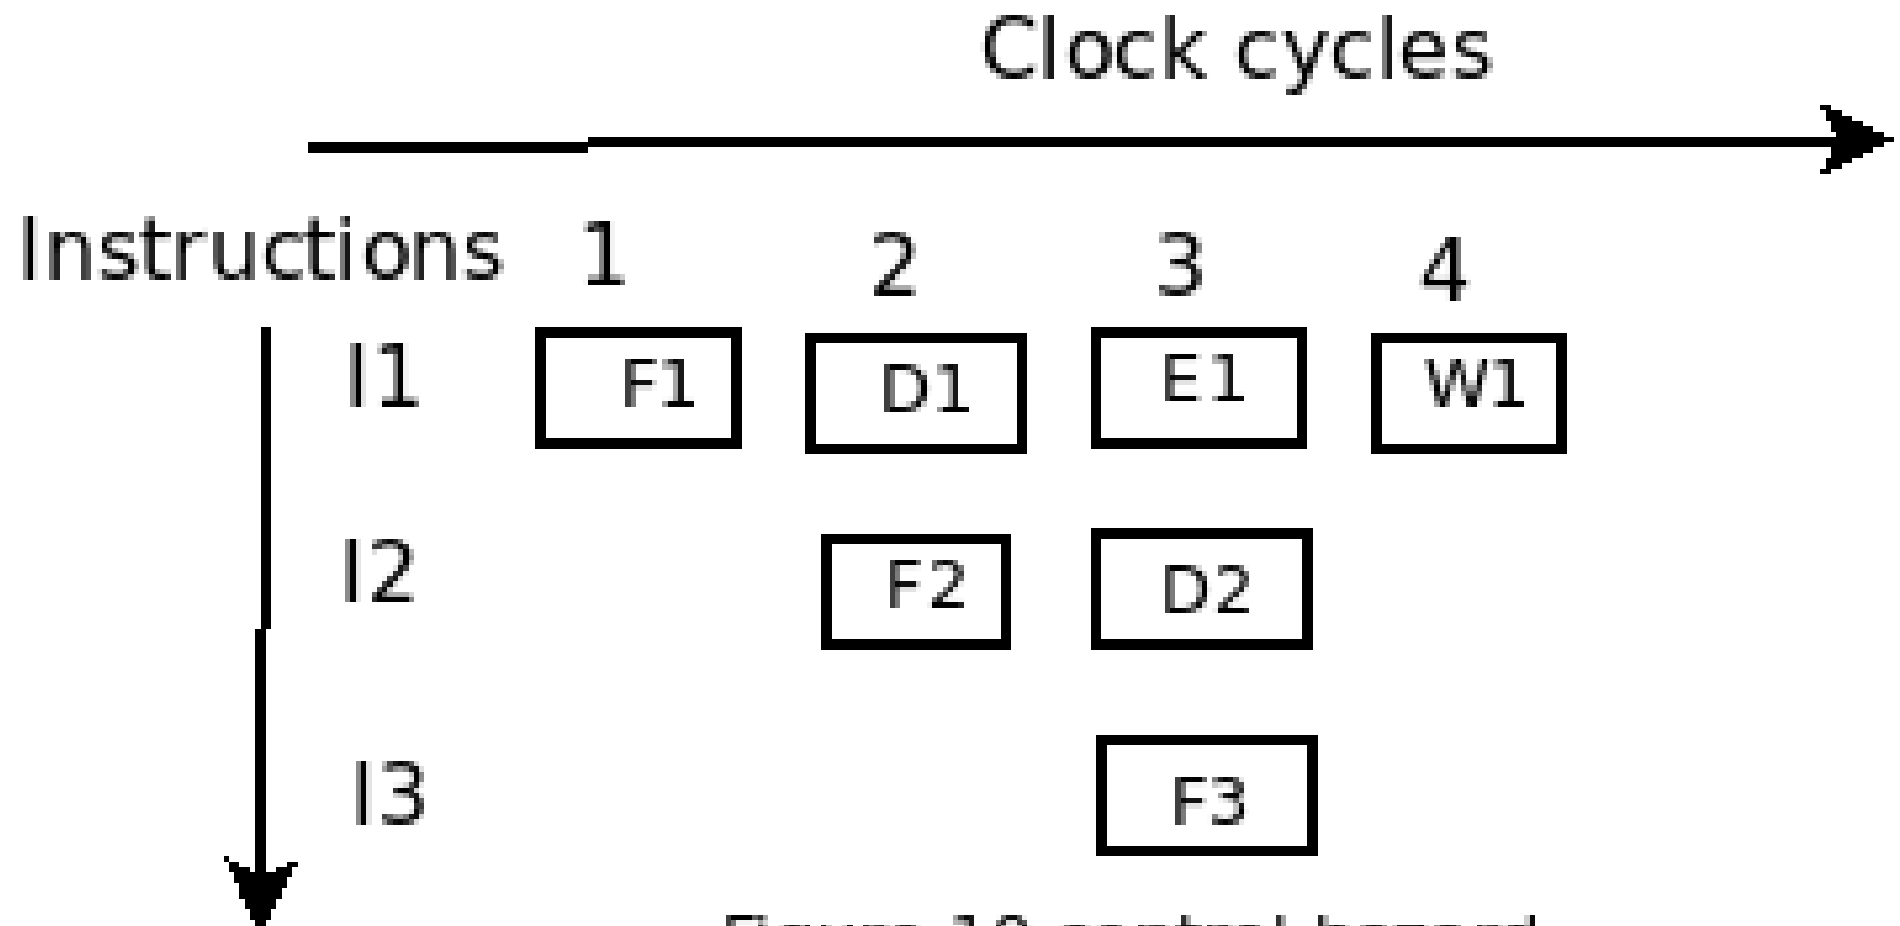 Clock cycles
Instructions 1 2 3 4
I1 F1 D1 E1 W1
I2 F2 D2
I3 F3